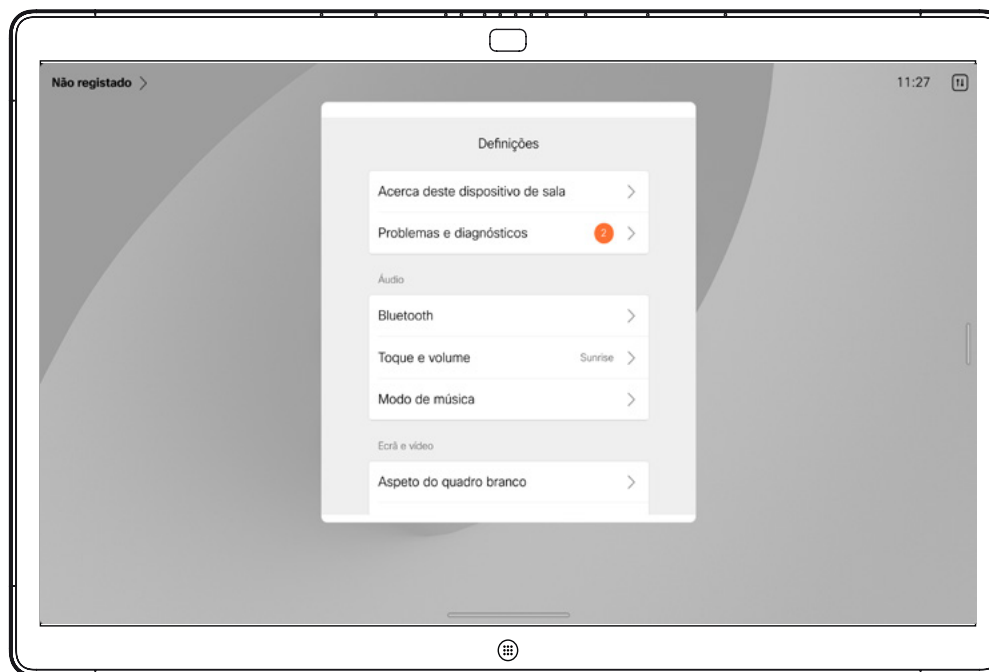 Não registado
11:27
Definições
Acerca deste dispositivo de sala
Problemas e diagnósticos 2
Áudio
Bluetooth
Toque e volume Sunrise
Modo de música
Ecrã e vídeo
Aspeto do quadro branco